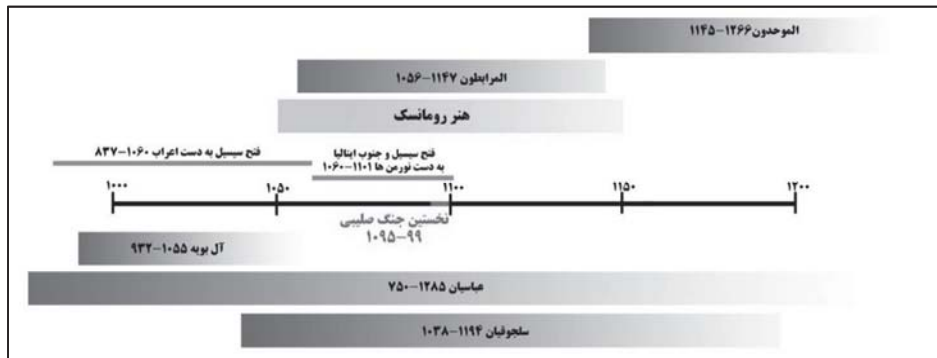 الموحدون ۱۲۶۶–۱۱۴۵
المرابطون ۱۱۴۷–۱۰۵۶
هنر رومانسک
فتح سیسیل به دست اعراب ۱۰۶۰–۸۳۷
فتح سیسیل و جنوب ایتالیا
به دست نورمن ها ۱۱۰۱–۱۰۶۰
۱۰۰۰
۱۰۵۰
۱۱۰۰
۱۱۵۰
۱۲۰۰
نخستین جنگ صلیبی
۱۰۹۵–۹۹
آل بویه ۱۰۵۵–۹۳۲
عباسیان ۱۲۸۵–۷۵۰
سلجوقیان ۱۱۹۴–۱۰۳۸